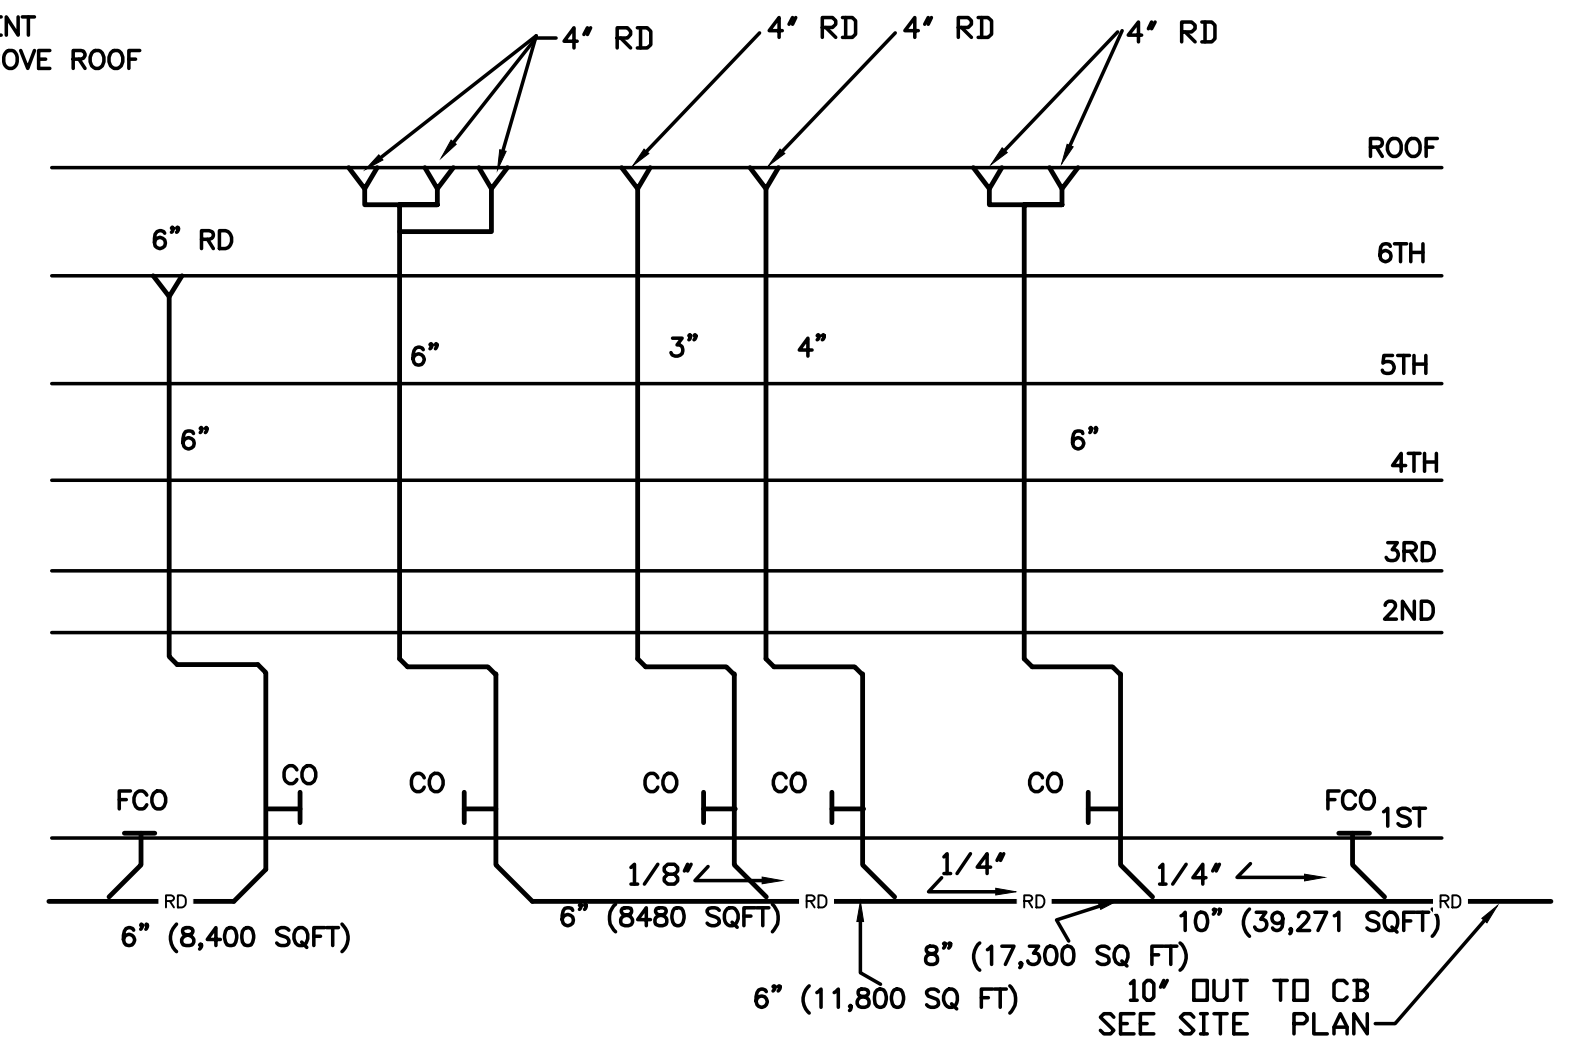 ENT
OVE ROOF
4" RD
4" RD
4" RD
4" RD
ROOF
6" RD
6TH
3"
4"
6"
5TH
6"
6"
4TH
3RD
2ND
CO
CO
CO
CO
CO
FCO
FCO
1ST
1/8"
1/4"
1/4"
RD
RD
RD
RD
6" (8,400 SQFT)
6" (8480 SQFT)
10" (39,271 SQFT)
8" (17,300 SQ FT)
6" (11,800 SQ FT)
10" OUT TO CB
SEE SITE PLAN